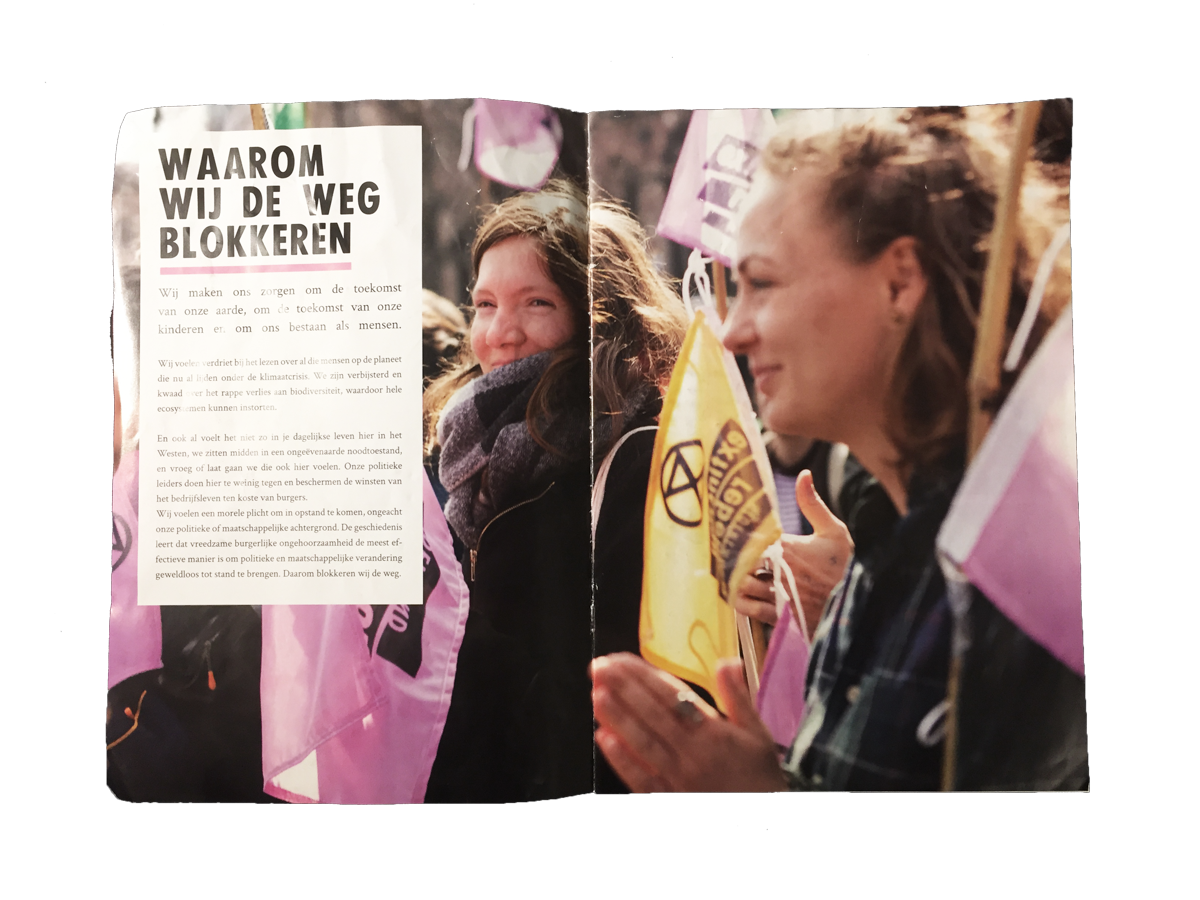 WAAROM
WIJ DE WEG
BLOKKEREN
Wij maken ons zorgen om de toekomst
van onze aarde, om de toekomst van onze
kinderen en om ons bestaan als mensen.
Wij voelen verdriet bij het lezen over al die mensen op de planeet
die nu al lijden onder de klimaatcrisis. We zijn verbijsterd en
kwaad over het rappe verlies aan biodiversiteit, waardoor hele
ecosystemen kunnen instorten.
En ook al voelt het niet zo in je dagelijkse leven hier in het
Westen, we zitten midden in een ongeëvenaarde noodtoestand,
en vroeg of laat gaan we die ook hier voelen. Onze politieke
leiders doen hier te weinig tegen en beschermen de winsten van
het bedrijfsleven ten koste van burgers.
Wij voelen een morele plicht om in opstand te komen, ongeacht
onze politieke of maatschappelijke achtergrond. De geschiedenis
leert dat vreedzame burgerlijke ongehoorzaamheid de meest ef-
fectieve manier is om politieke en maatschappelijke verandering
geweldloos tot stand te brengen. Daarom blokkeren wij de weg.